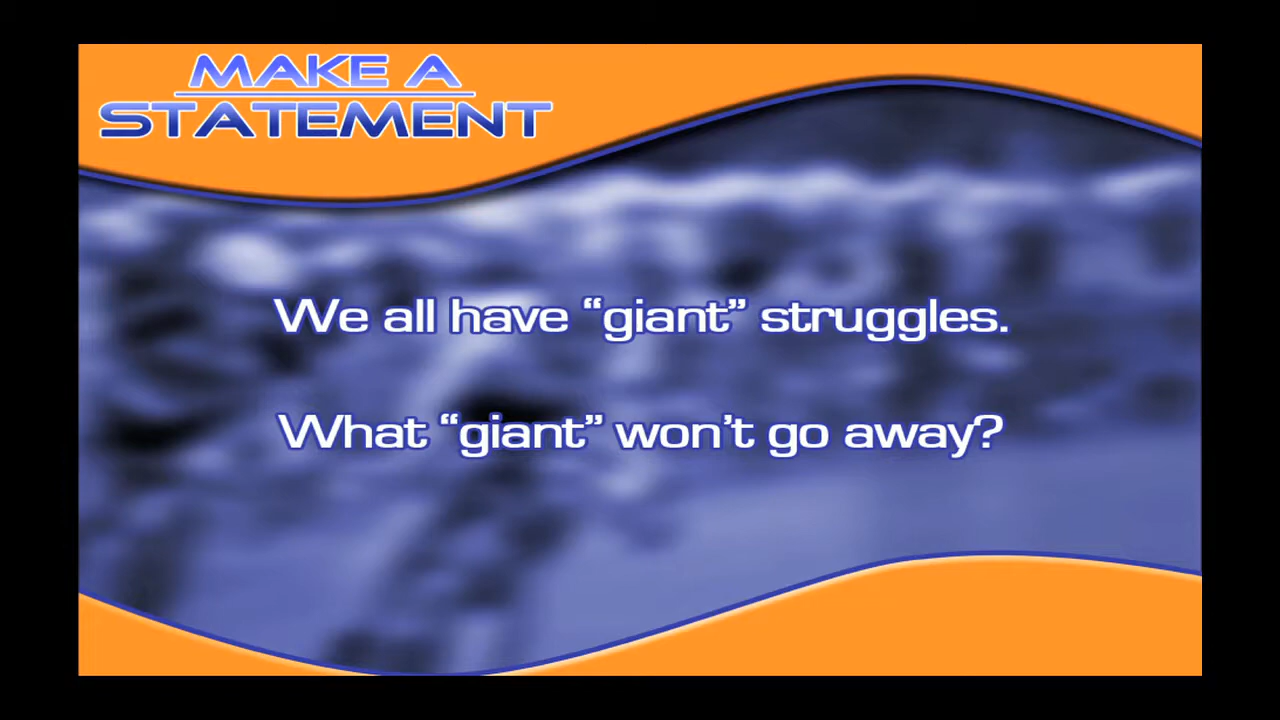 MAKE A
STATEMENT
We all have “giant” struggles.
What “giant” won’t go away?